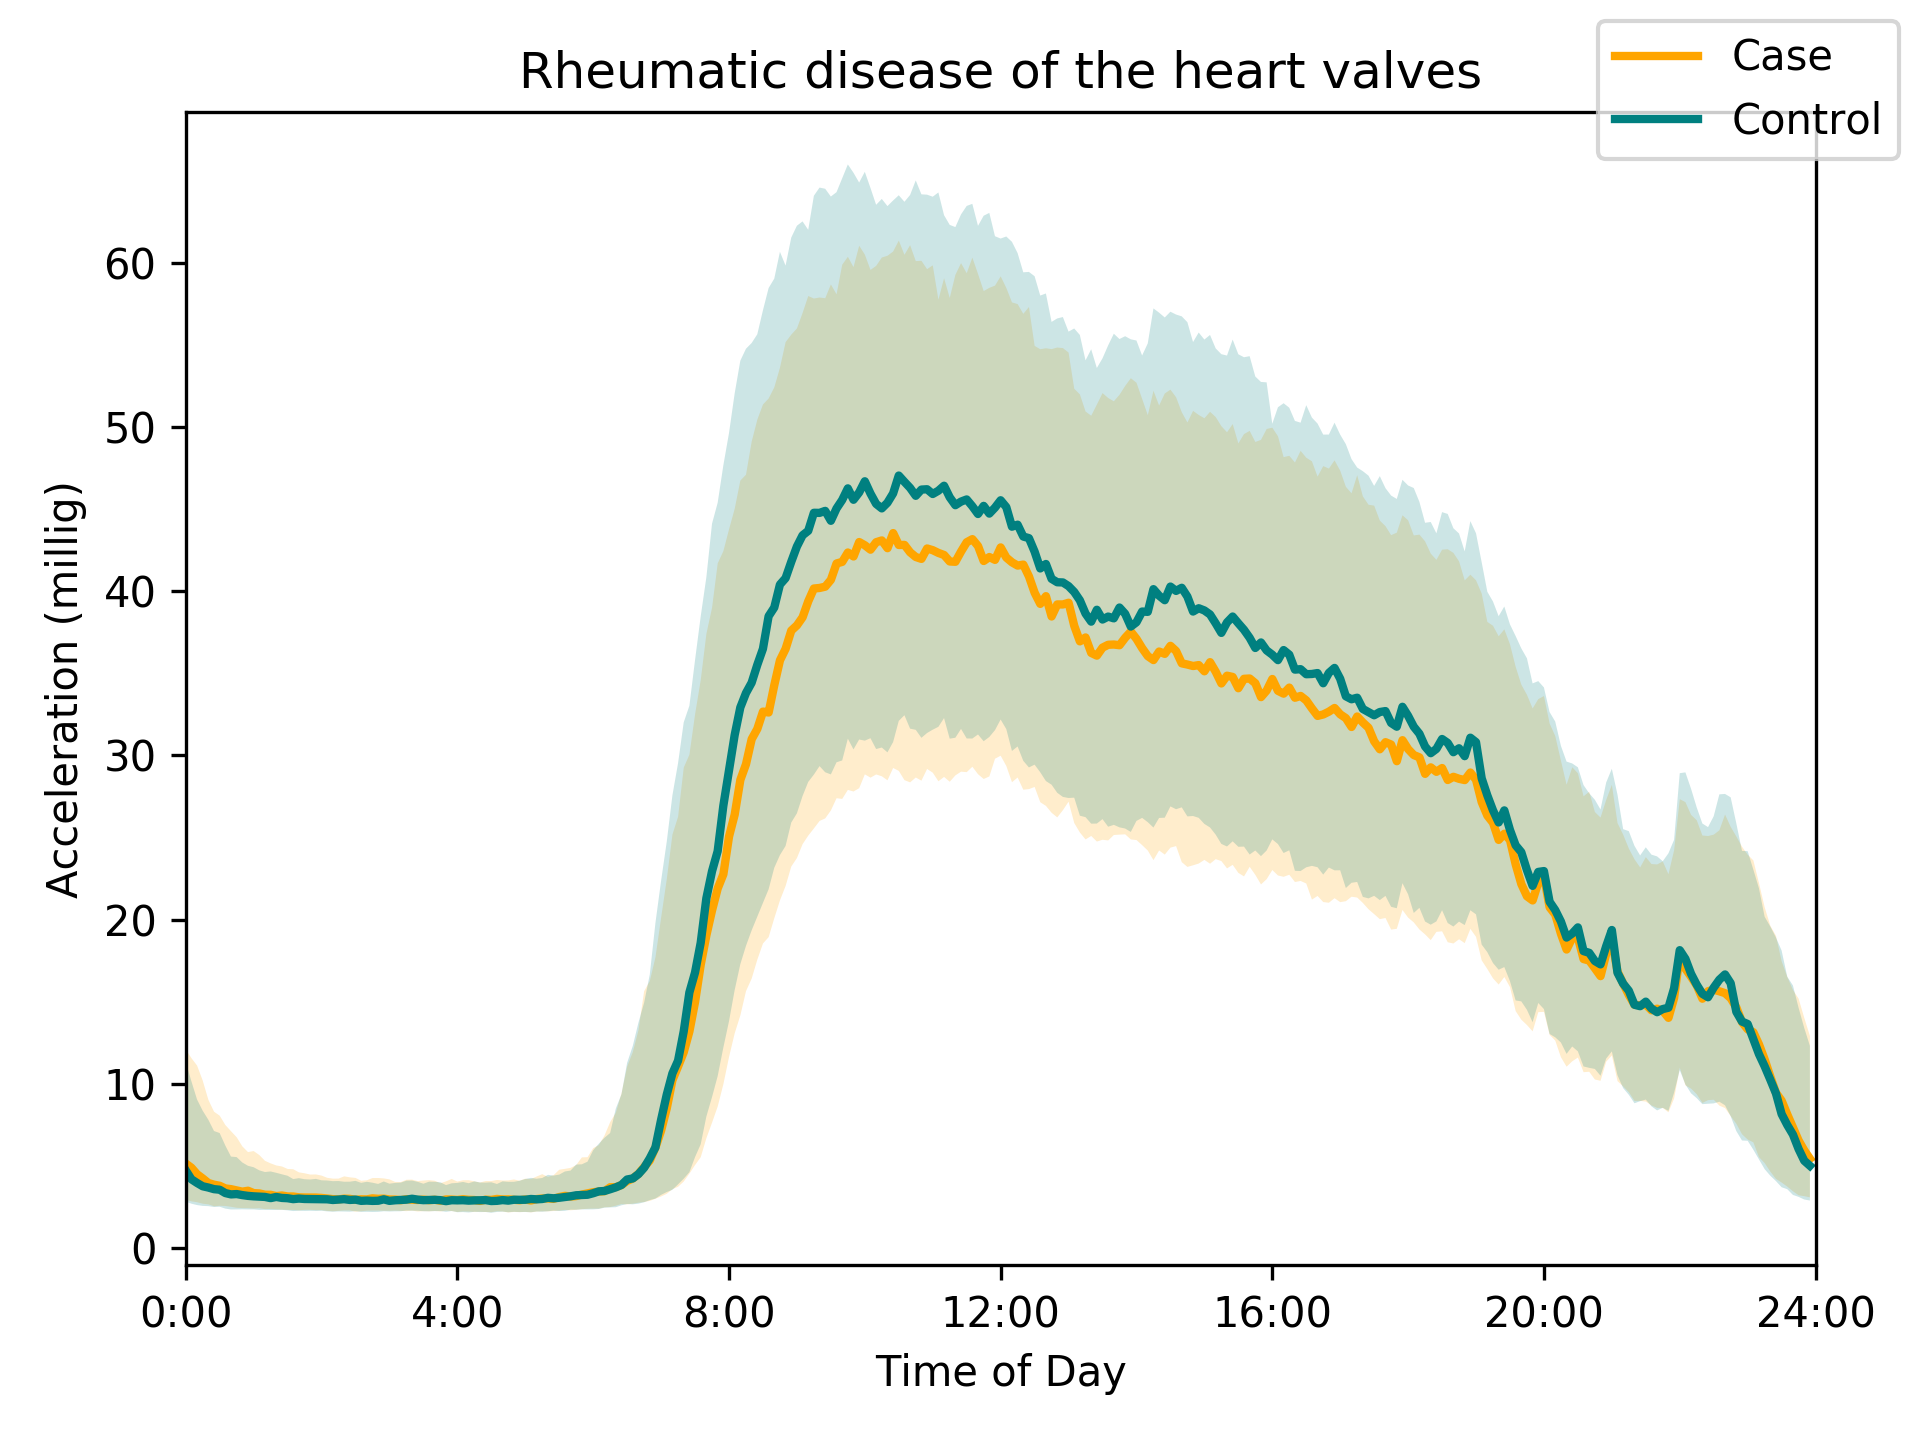 Rheumatic disease of the heart valves
Case
Control
Acceleration (millig)
60
50
40
30
20
10
0
0:00 4:00 8:00 12:00 16:00 20:00 24:00
Time of Day